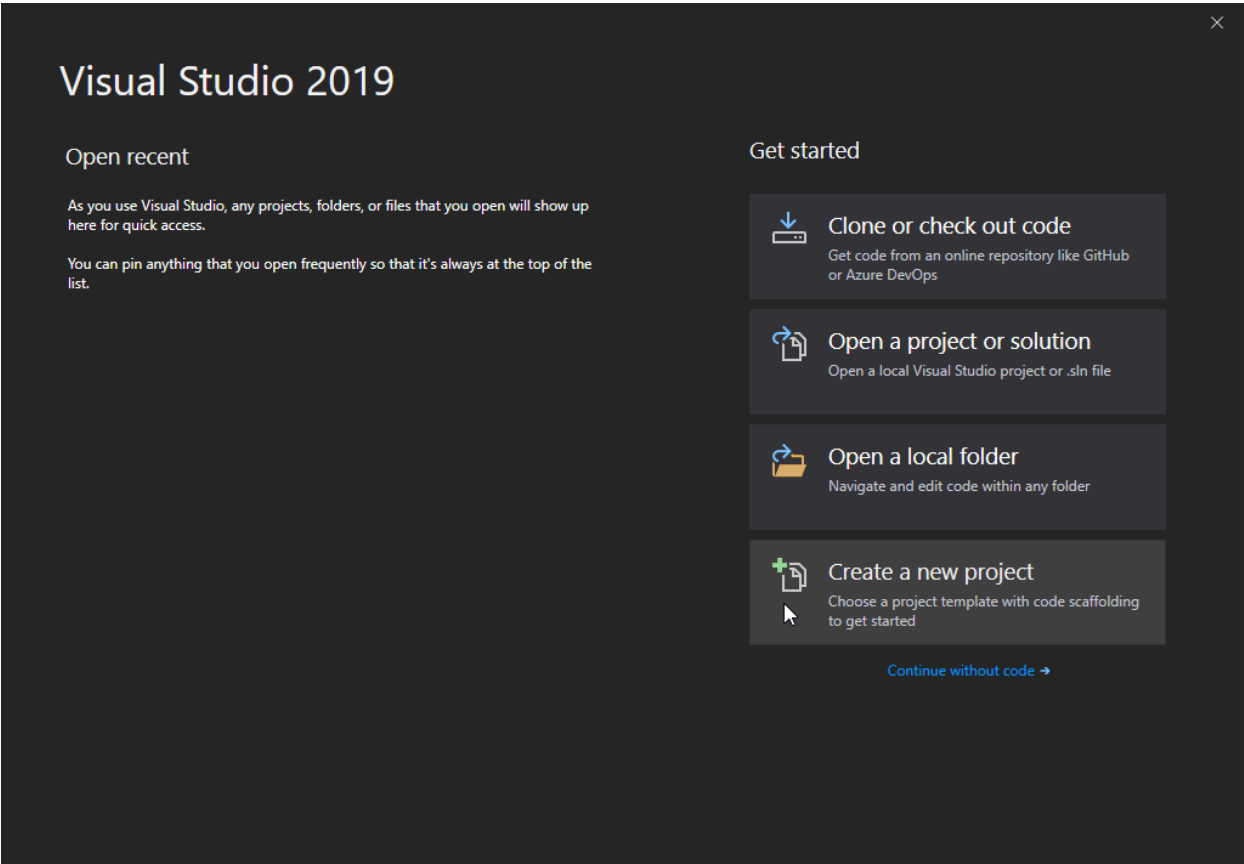 Visual Studio 2019
Open recent
As you use Visual Studio, any projects, folders, or files that you open will show up
here for quick access.
You can pin anything that you open frequently so that it's always at the top of the
list.
Get started
Clone or check out code
Get code from an online repository like GitHub
or Azure DevOps
Open a project or solution
Open a local Visual Studio project or .sln file
Open a local folder
Navigate and edit code within any folder
Create a new project
Choose a project template with code scaffolding
to get started
Continue without code →